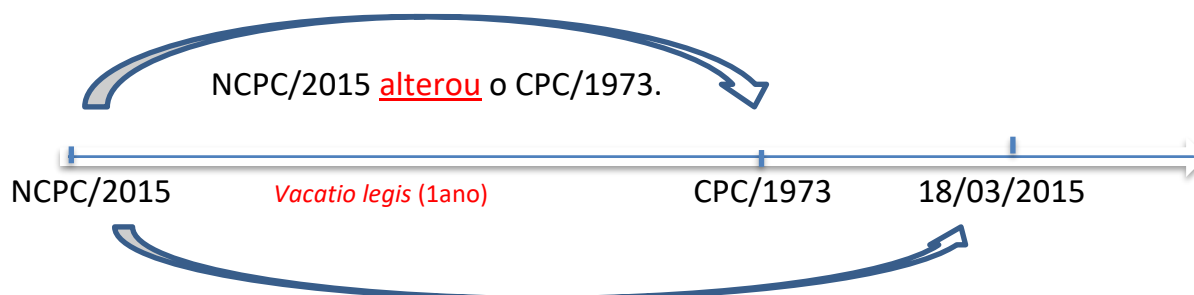 NCPC/2015 alterou o CPC/1973.
NCPC/2015 Vacatio legis (1ano) CPC/1973 18/03/2015